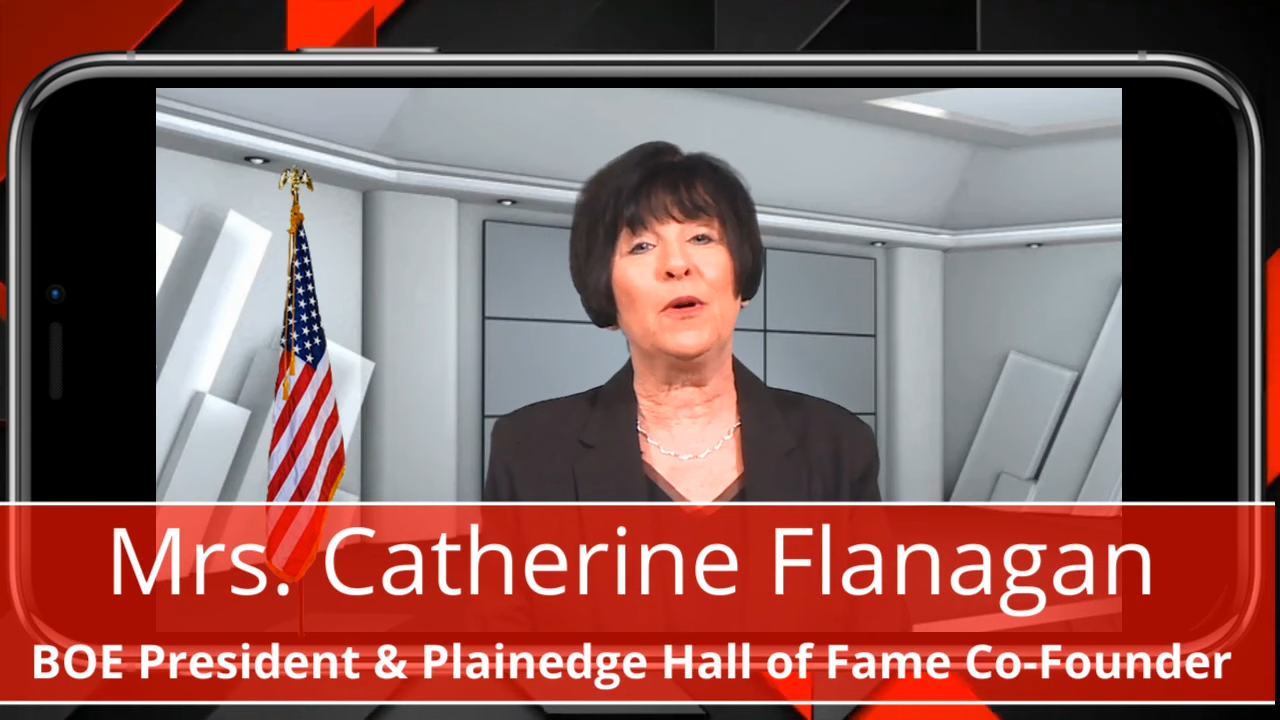 Mrs. Catherine Flanagan
BOE President & Plainedge Hall of Fame Co-Founder